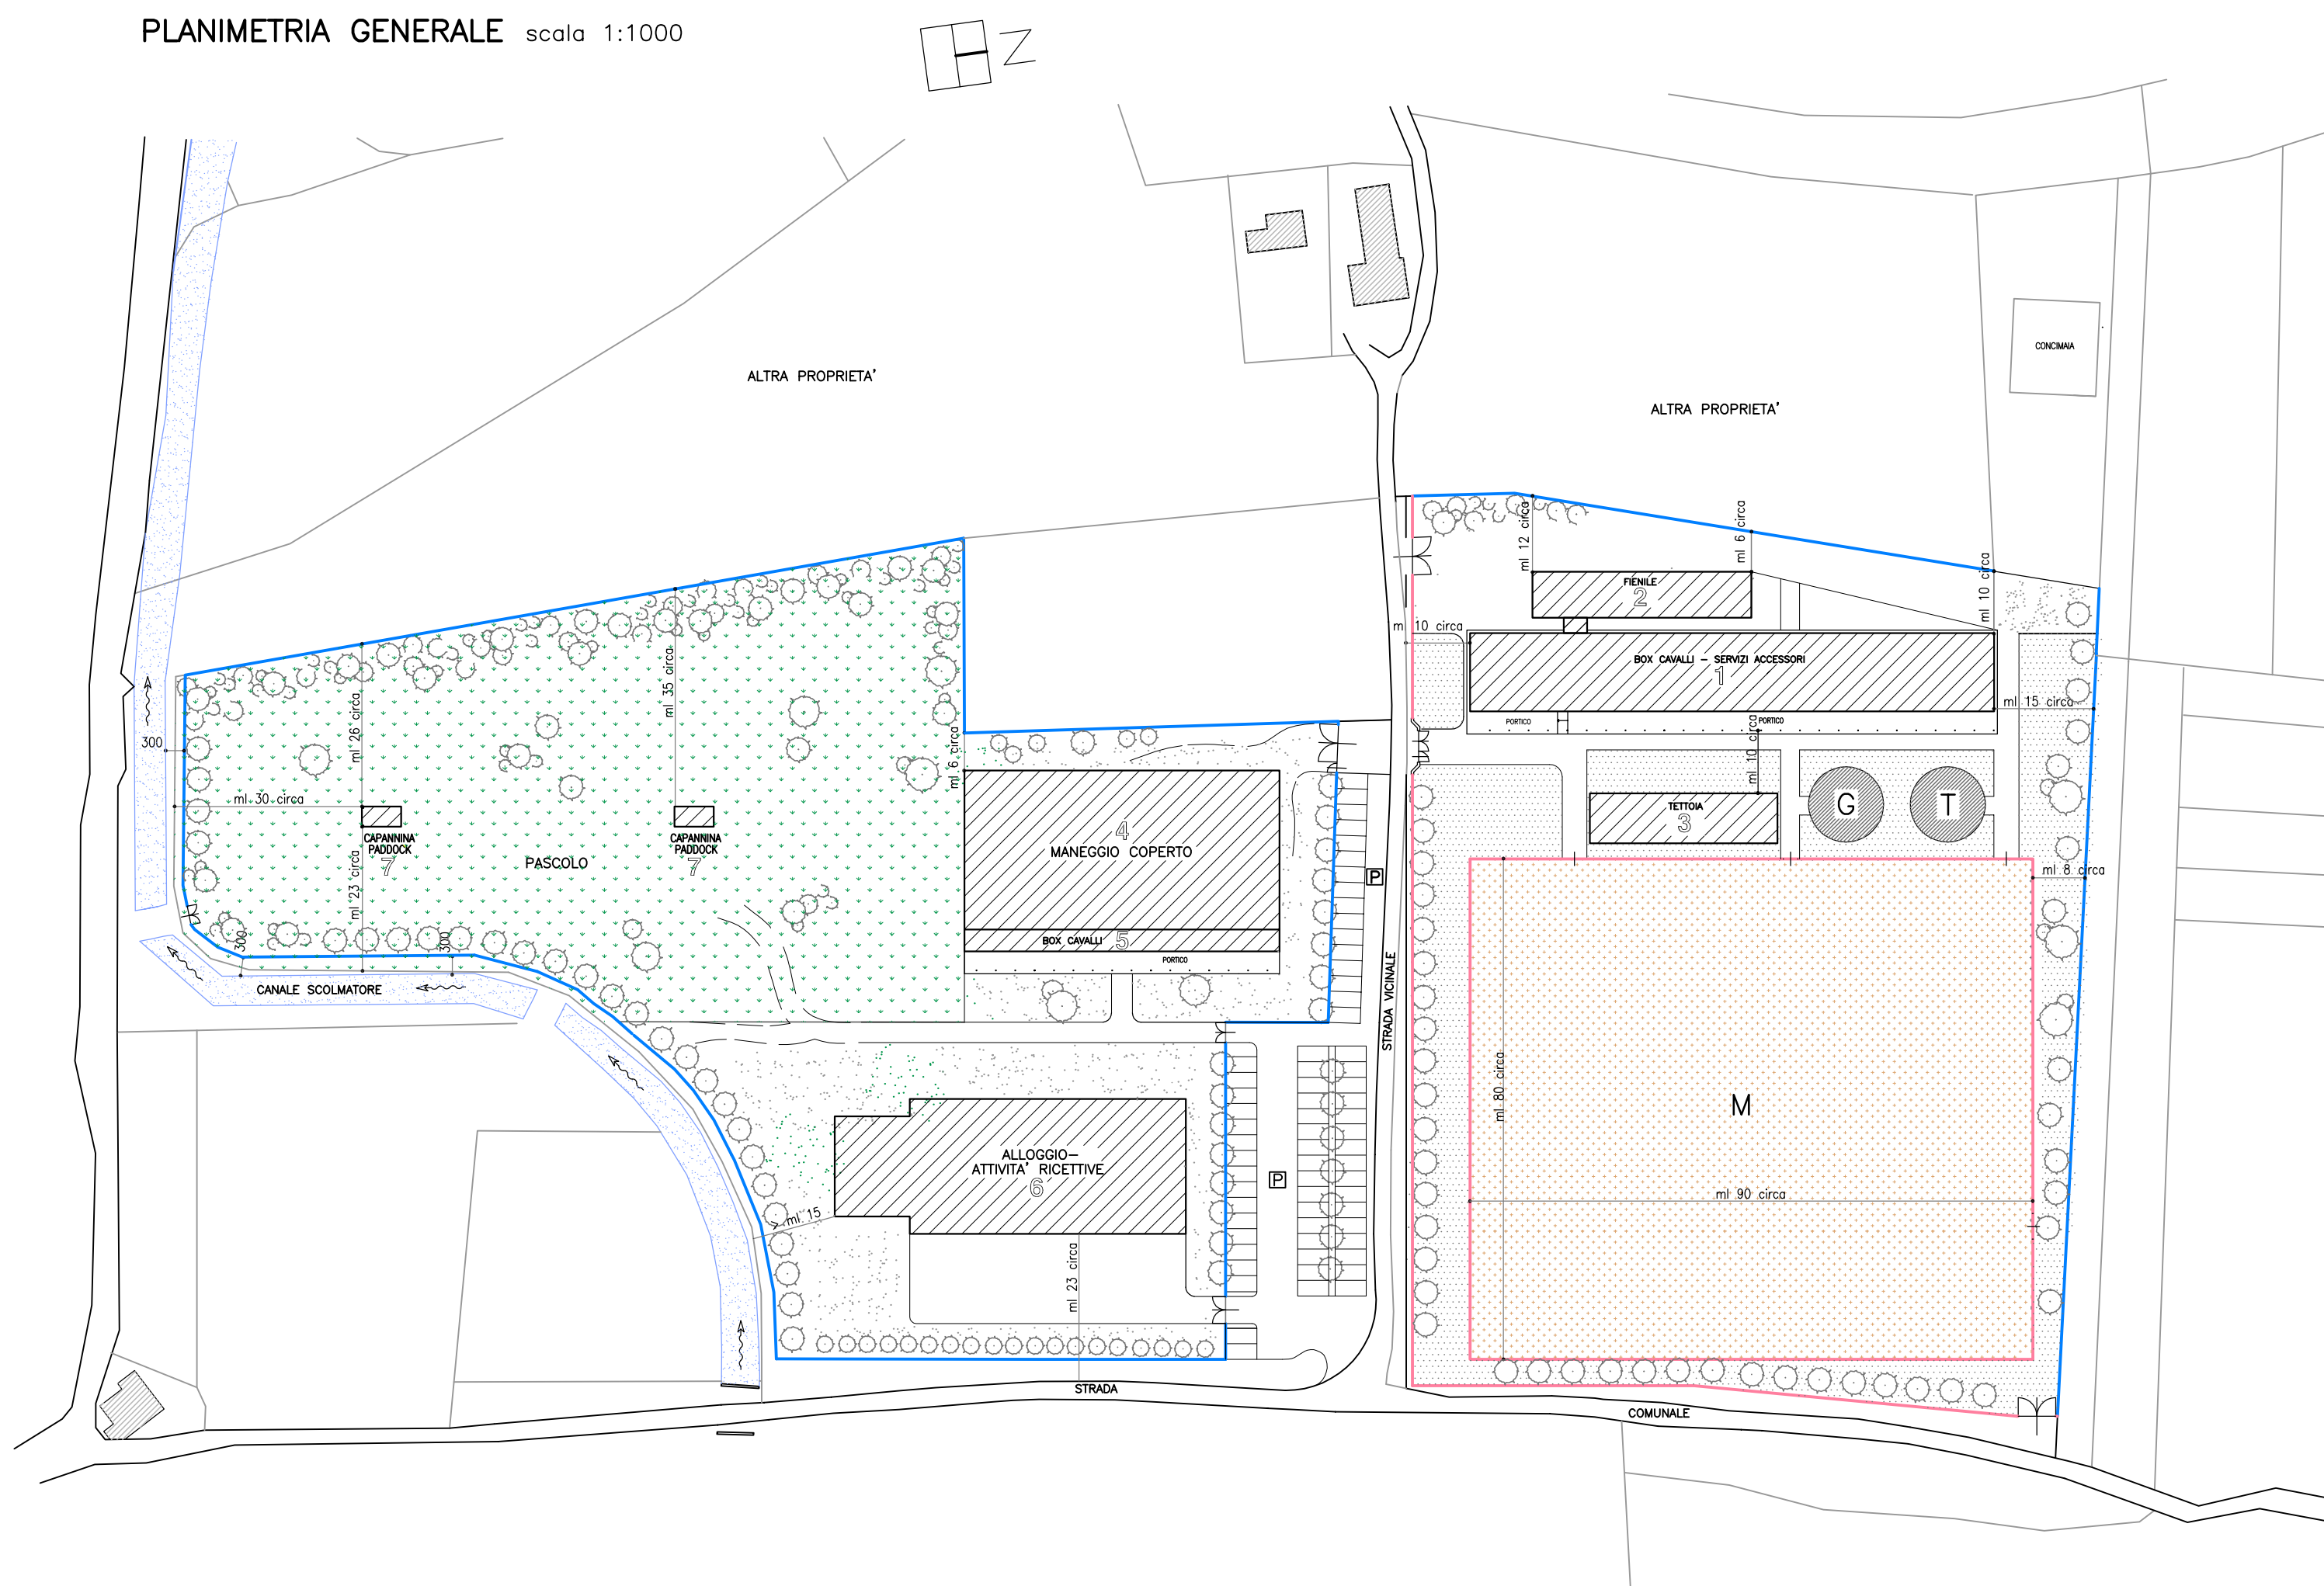 PLANIMETRIA GENERALE scala 1:1000
N
CONCIMAIA
ALTRA PROPRIETA'
ALTRA PROPRIETA'
ml 12 circa
ml 6 circa
ml 10 circa
FIENILE
2
ml 10 circa
BOX CAVALLI - SERVIZI ACCESSORI
1
ml 15 circa
PORTICO
PORTICO
ml 10 circa
ml 35 circa
ml 26 circa
300
ml 6 circa
ml 30 circa
TETTOIA
3
G
T
CAPANNINA
PADDOCK
7
CAPANNINA
PADDOCK
7
PASCOLO
4
MANEGGIO COPERTO
P
ml 8 circa
ml 23 circa
300
300
BOX CAVALLI 5
PORTICO
CANALE SCOLMATORE
STRADA VICINALE
ml 80 circa
M
ALLOGGIO-
ATTIVITA' RICETTIVE
6
P
ml 90 circa
> ml 15
ml 23 circa
STRADA
COMUNALE